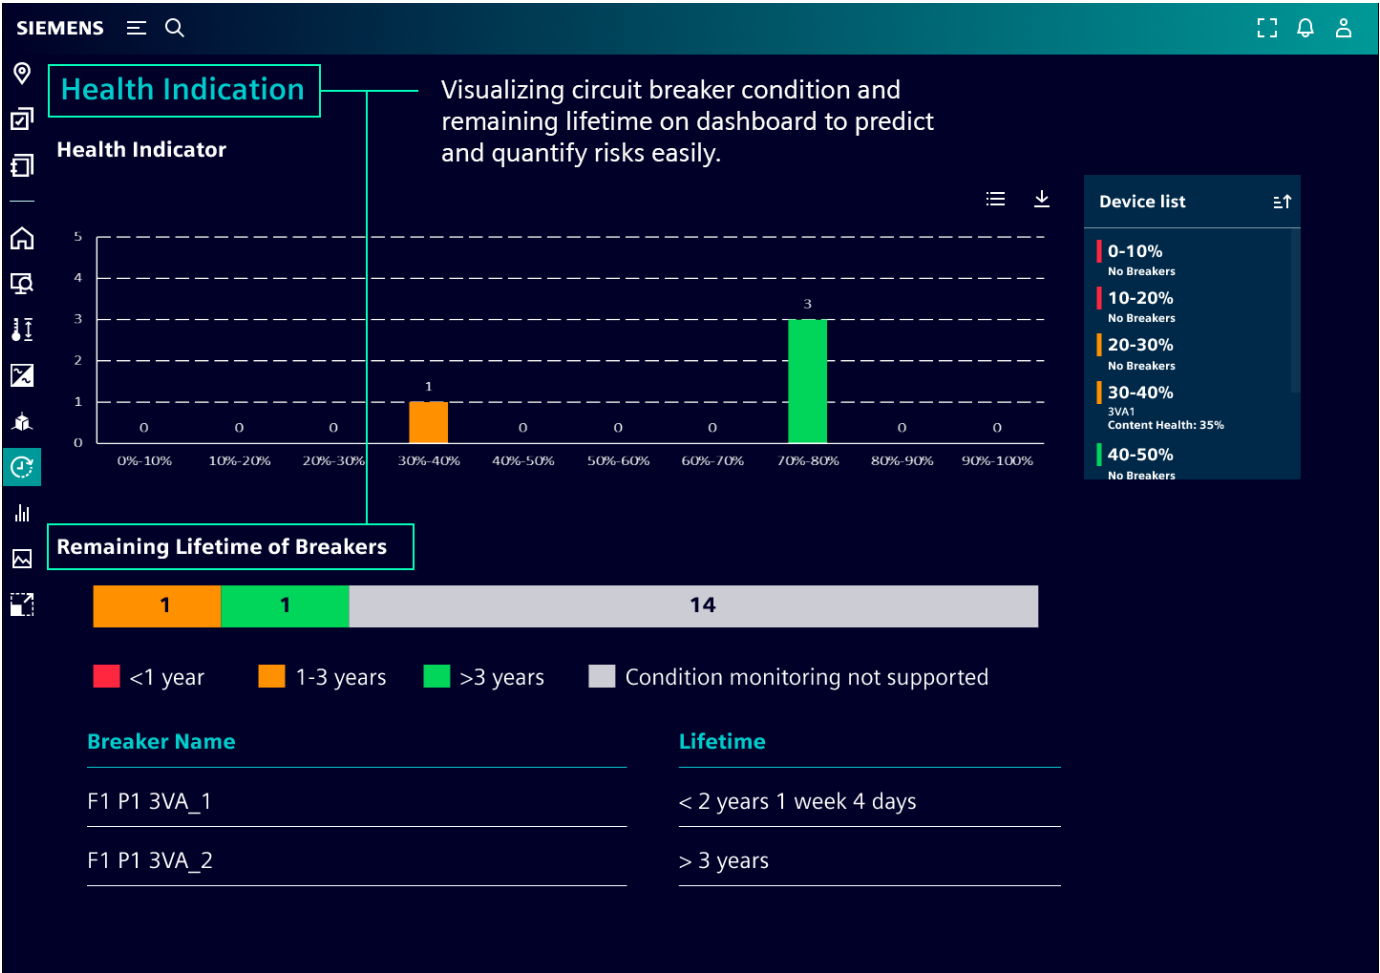 SIEMENS
Health Indication
Visualizing circuit breaker condition and
remaining lifetime on dashboard to predict
and quantify risks easily.
Health Indicator
5
4
3
2
1
0
0
0
0
1
0
0
0
3
0
0
0%-10%
10%-20%
20%-30%
30%-40%
40%-50%
50%-60%
60%-70%
70%-80%
80%-90%
90%-100%
Device list
0-10%
No Breakers
10-20%
No Breakers
20-30%
No Breakers
30-40%
3VA1
Content Health: 35%
40-50%
No Breakers
Remaining Lifetime of Breakers
1
1
14
<1 year
1-3 years
>3 years
Condition monitoring not supported
Breaker Name
Lifetime
F1 P1 3VA_1
< 2 years 1 week 4 days
F1 P1 3VA_2
> 3 years